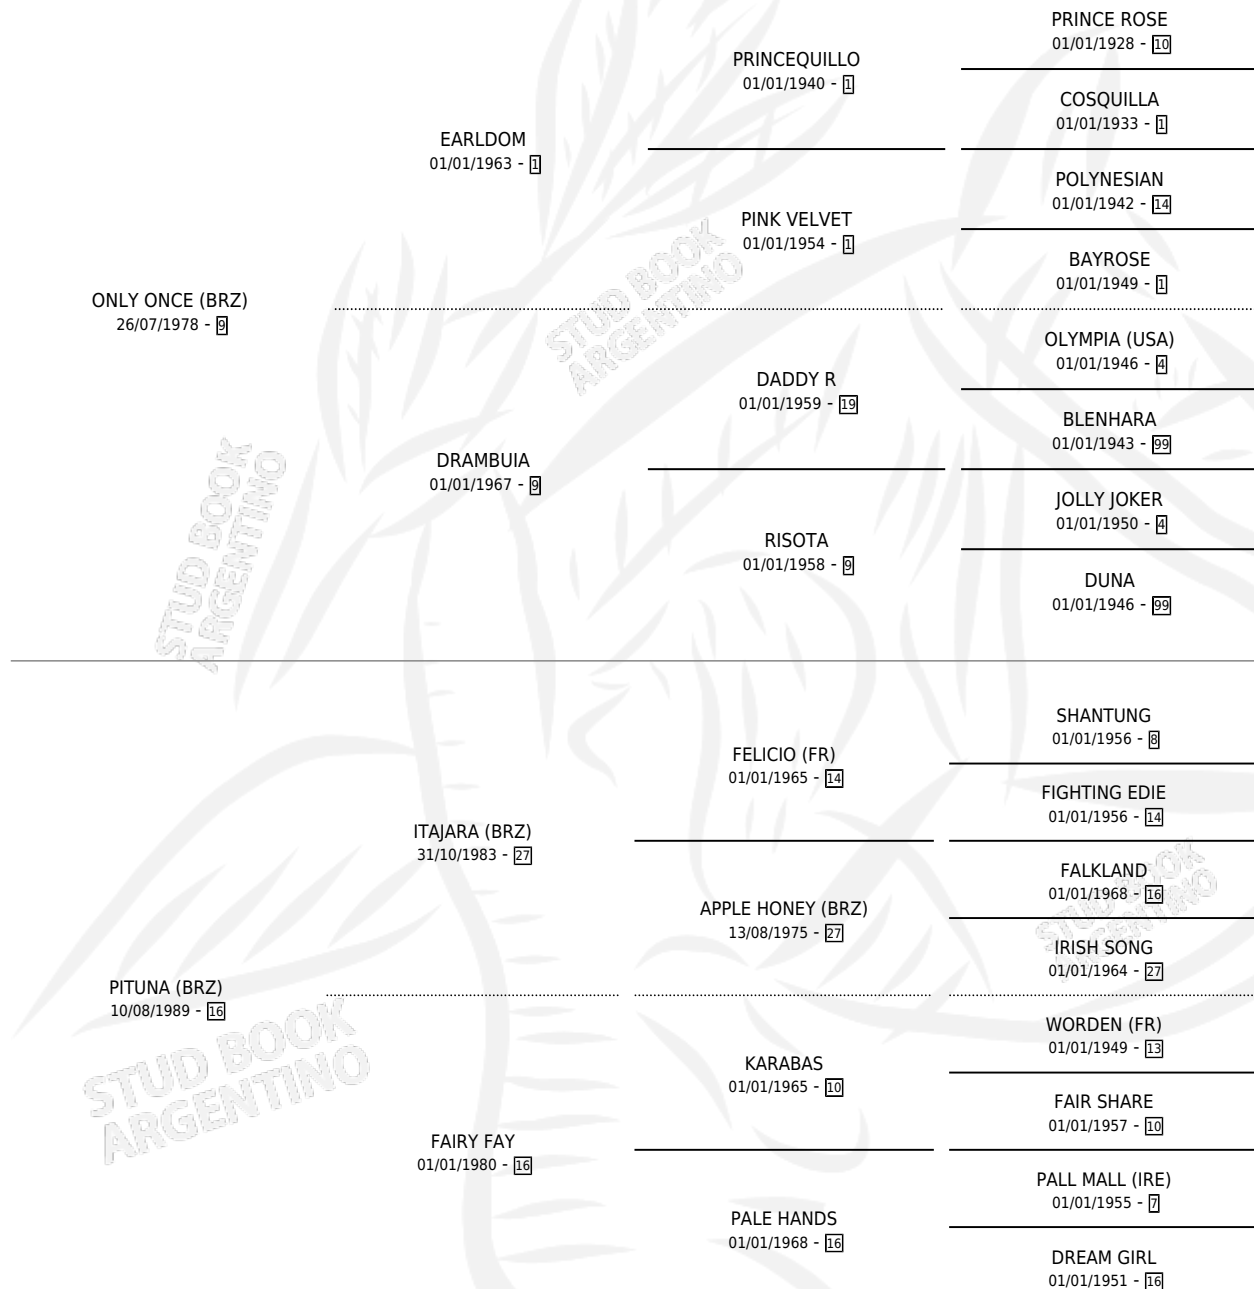 PRINCE ROSE
01/01/1928 - 10
PRINCEQUILLO
01/01/1940 - 1
COSQUILLA
01/01/1933 - 1
EARLDOM
01/01/1963 - 1
POLYNESIAN
01/01/1942 - 14
PINK VELVET
01/01/1954 - 1
BAYROSE
01/01/1949 - 1
ONLY ONCE (BRZ)
26/07/1978 - 9
OLYMPIA (USA)
01/01/1946 - 4
DADDY R
01/01/1959 - 19
BLENHARA
01/01/1943 - 99
DRAMBUIA
01/01/1967 - 9
JOLLY JOKER
01/01/1950 - 4
RISOTA
01/01/1958 - 9
DUNA
01/01/1946 - 99
STUD BOOK
ARGENTINO
STUD BOOK
ARGENTINO
SHANTUNG
01/01/1956 - 8
FELICIO (FR)
01/01/1965 - 14
FIGHTING EDIE
01/01/1956 - 14
ITAJARA (BRZ)
31/10/1983 - 27
FALKLAND
01/01/1968 - 16
APPLE HONEY (BRZ)
13/08/1975 - 27
IRISH SONG
01/01/1964 - 27
PITUNA (BRZ)
10/08/1989 - 16
WORDEN (FR)
01/01/1949 - 13
KARABAS
01/01/1965 - 10
FAIR SHARE
01/01/1957 - 10
FAIRY FAY
01/01/1980 - 16
PALL MALL (IRE)
01/01/1955 - 7
PALE HANDS
01/01/1968 - 16
DREAM GIRL
01/01/1951 - 16
STUD BOOK
ARGENTINO
STUD BOOK
ARGENTINO